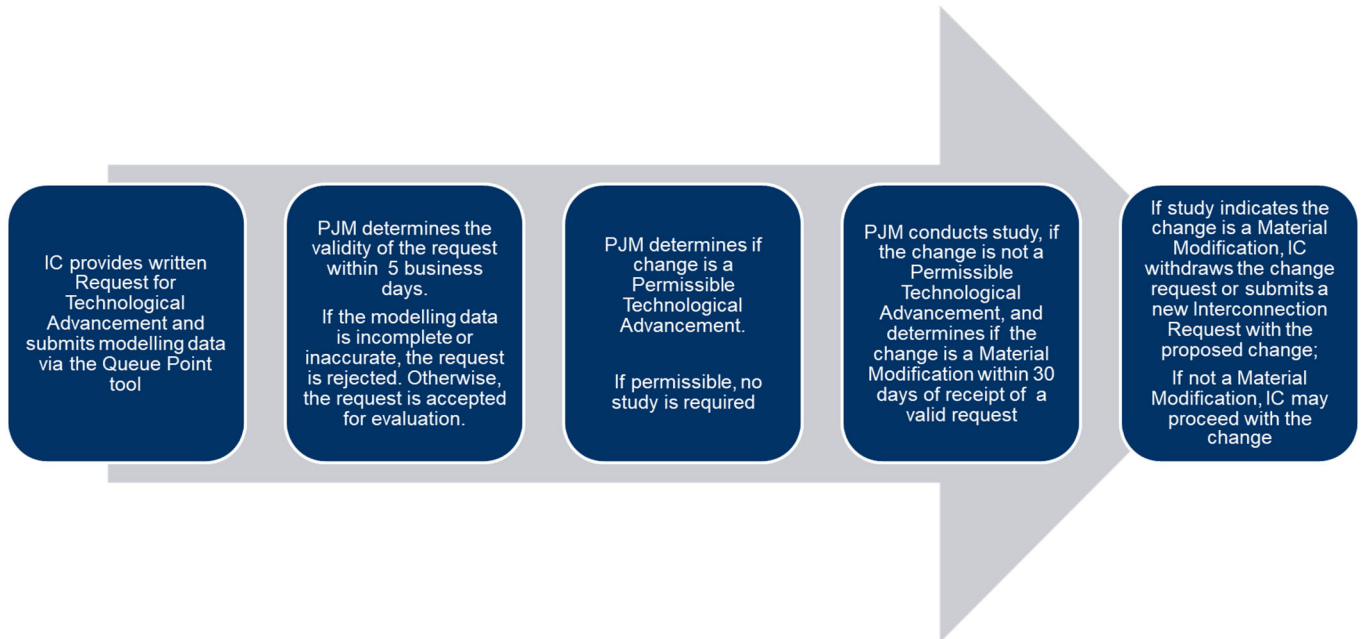 IC provides written
Request for
Technological
Advancement and
submits modelling data
via the Queue Point
tool
PJM determines the
validity of the request
within 5 business
days.
If the modelling data
is incomplete or
inaccurate, the request
is rejected. Otherwise,
the request is accepted
for evaluation.
PJM determines if
change is a
Permissible
Technological
Advancement.
If permissible, no
study is required
PJM conducts study, if
the change is not a
Permissible
Technological
Advancement, and
determines if the
change is a Material
Modification within 30
days of receipt of a
valid request
If study indicates the
change is a Material
Modification, IC
withdraws the change
request or submits a
new Interconnection
Request with the
proposed change;
If not a Material
Modification, IC may
proceed with the
change